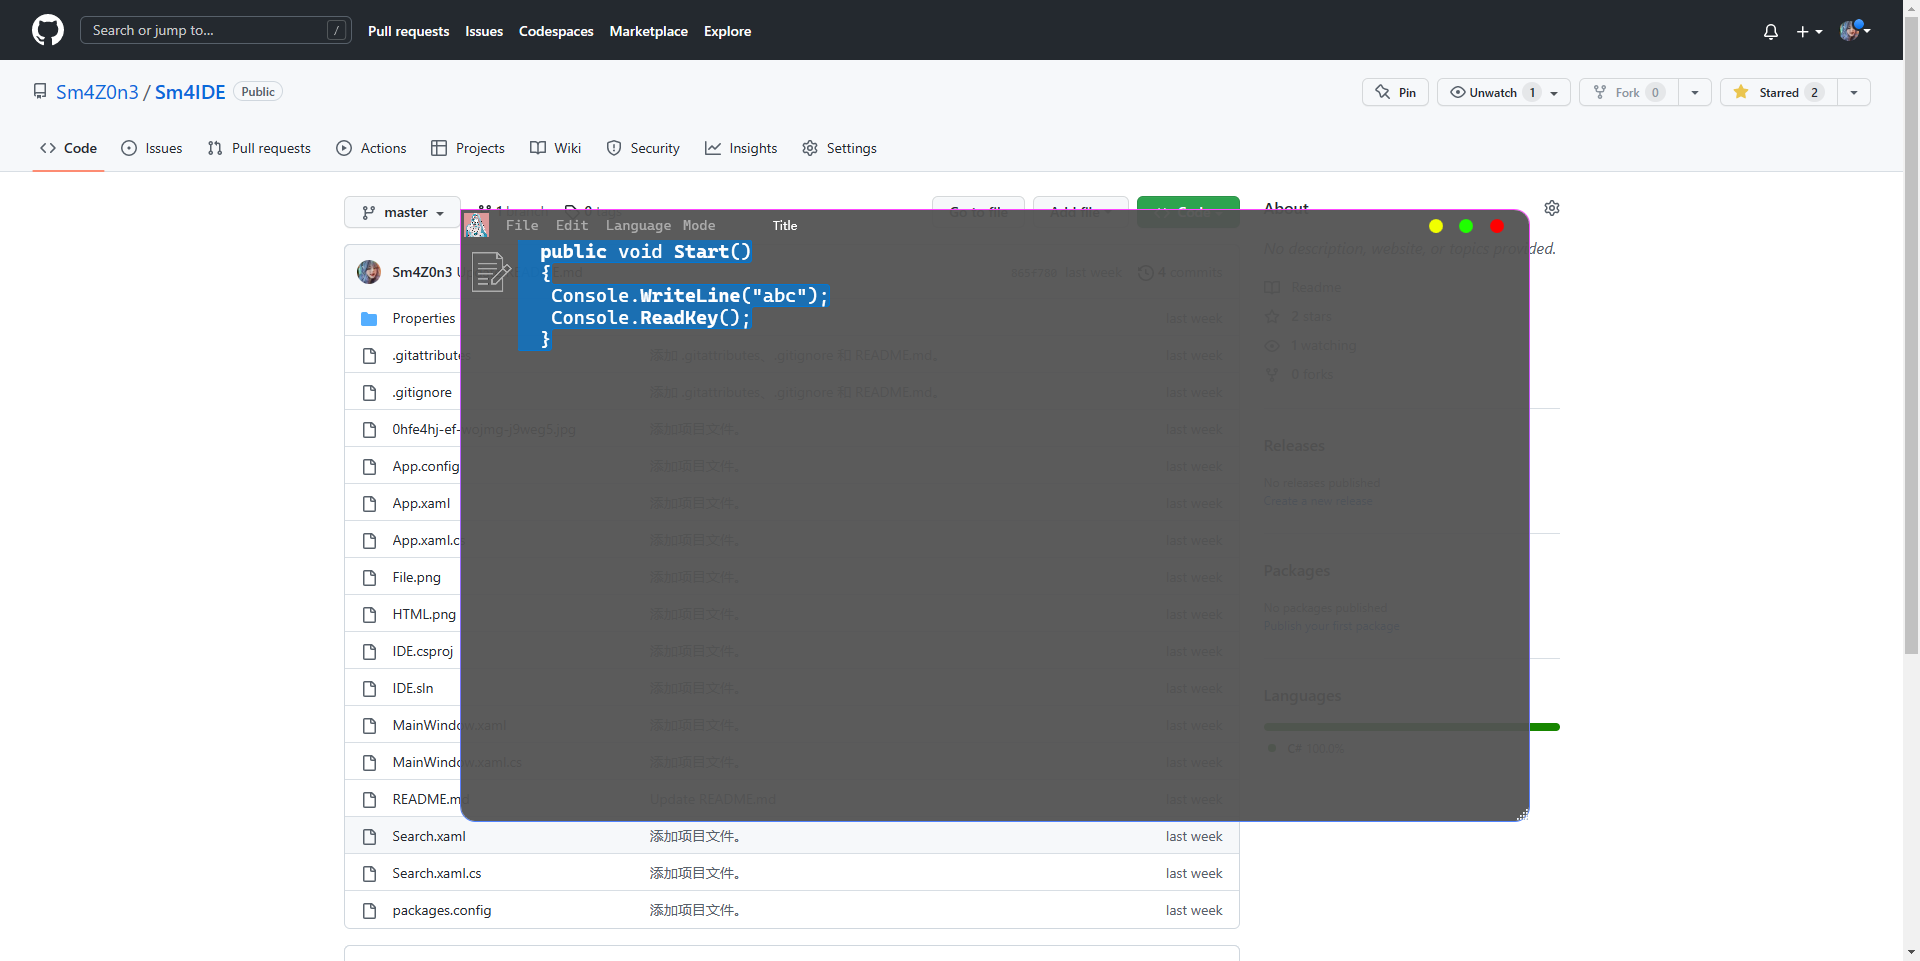 Search or jump to... /
Pull requests Issues Codespaces Marketplace Explore
Sm4Z0n3 / Sm4IDE Public
Pin Unwatch 1 Fork 0 Starred 2
Code Issues Pull requests Actions Projects Wiki Security Insights Settings
master
Go to file Add file Code
About
File Edit Language Mode Title
No description, website, or topics provided.
public void Start()
{
Console.WriteLine("abc");
Console.ReadKey();
}
Sm4Z0n3
last week 4 commits
Readme
2 stars
1 watching
0 forks
Properties last week
.gitattributes 添加 .gitattributes、.gitignore 和 README.md。 last week
.gitignore 添加 .gitattributes、.gitignore 和 README.md。 last week
0hfe4hj-ef-wojmg-j9weg5.jpg 添加项目文件。 last week
App.config 添加项目文件。 last week
App.xaml 添加项目文件。 last week
App.xaml.cs 添加项目文件。 last week
File.png 添加项目文件。 last week
HTML.png 添加项目文件。 last week
IDE.csproj 添加项目文件。 last week
IDE.sln 添加项目文件。 last week
MainWindow.xaml 添加项目文件。 last week
MainWindow.xaml.cs 添加项目文件。 last week
README.md Update README.md last week
Search.xaml 添加项目文件。 last week
Search.xaml.cs 添加项目文件。 last week
packages.config 添加项目文件。 last week
Releases
No releases published
Create a new release
Packages
No packages published
Publish your first package
Languages
C# 100.0%